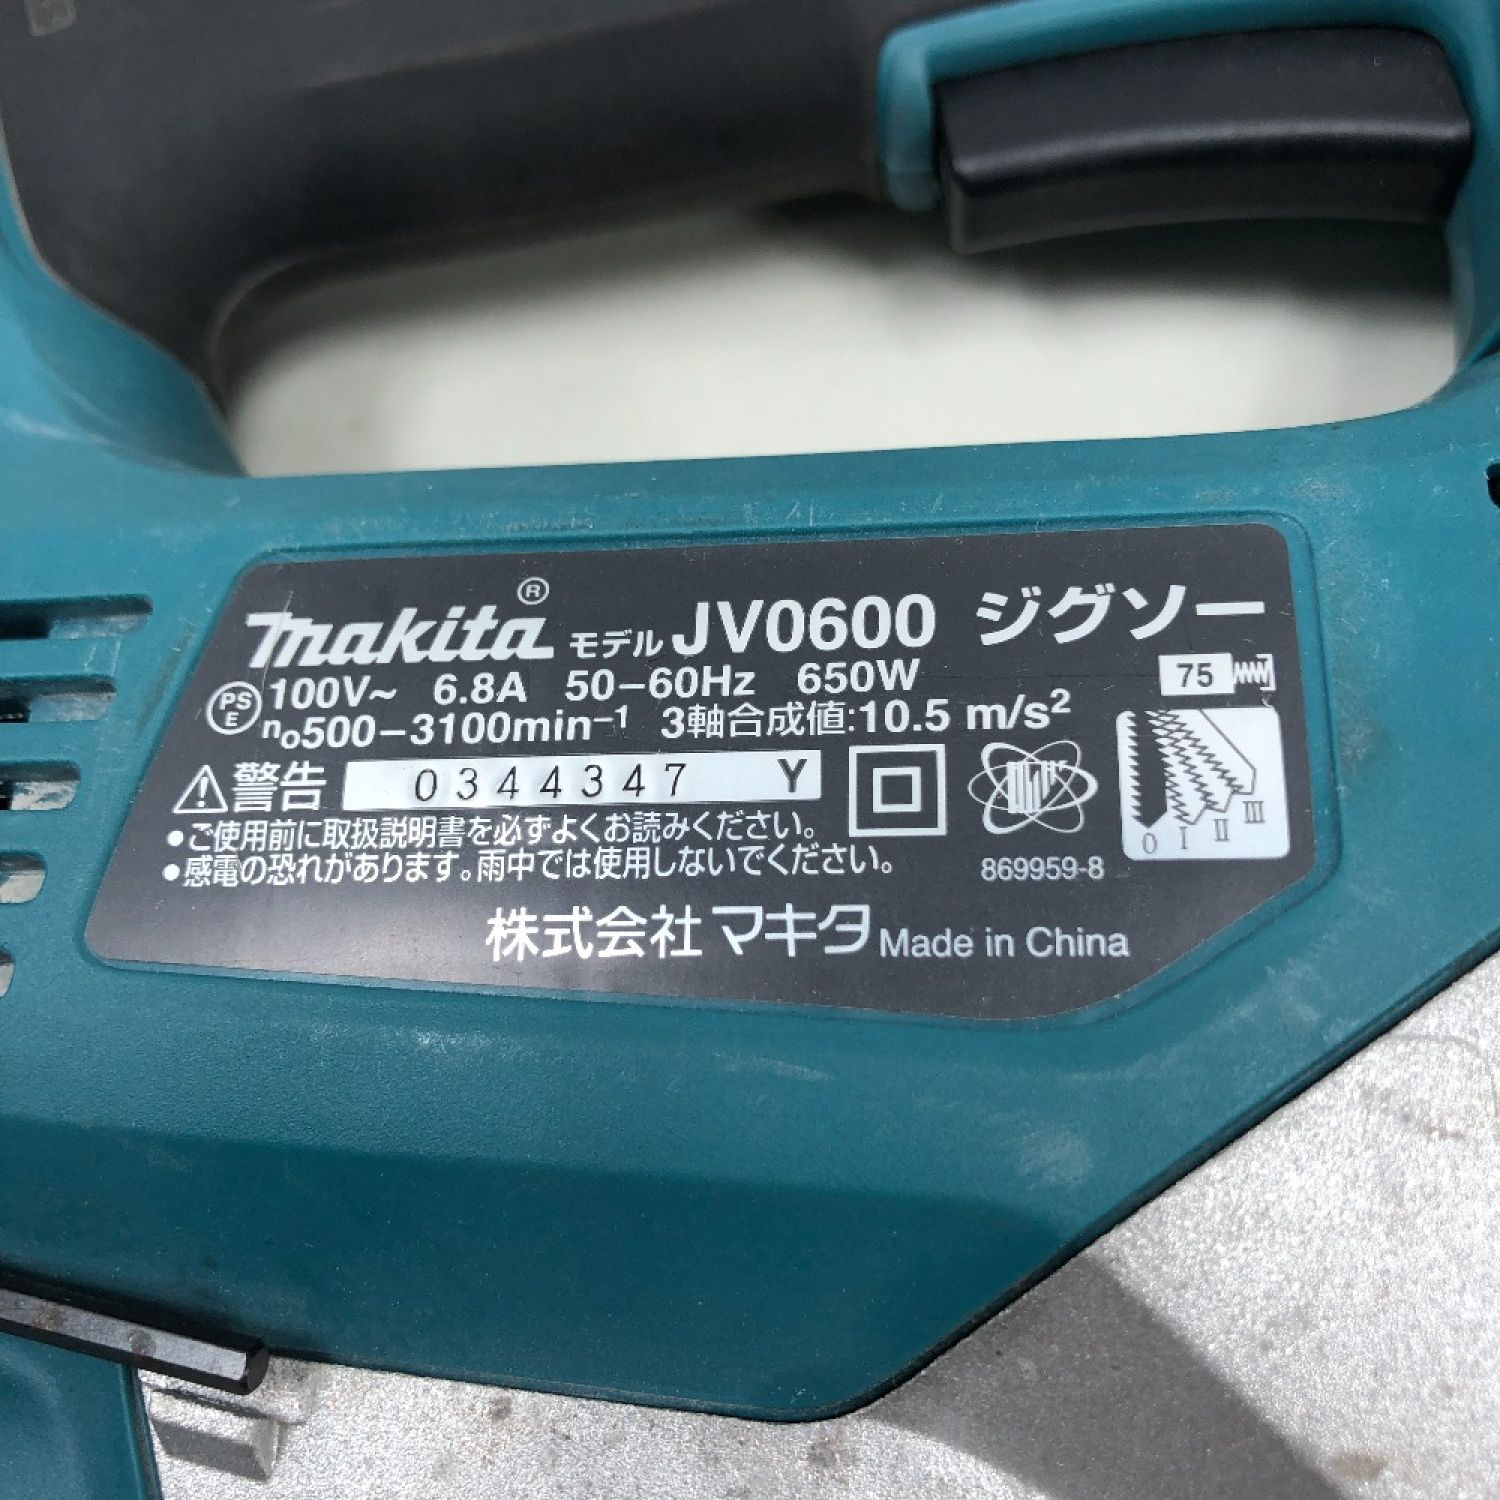 makita® モデル JV0600 ジグソー
PSE 100V~ 6.8A 50-60Hz 650W 75
n₀500-3100min⁻¹ 3軸合成値:10.5 m/s²
⚠警告 0344347 Y
●ご使用前に取扱説明書を必ずよくお読みください。
●感電の恐れがあります。雨中では使用しないでください。
869959-8
0 I II III
株式会社マキタ Made in China